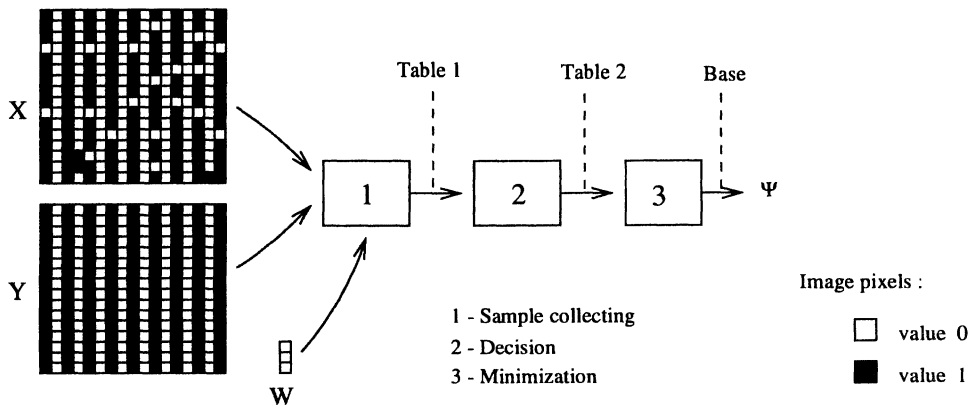 X
Y
W
Table 1
Table 2
Base
1
2
3
Ψ
1 - Sample collecting
2 - Decision
3 - Minimization
Image pixels :
value 0
value 1